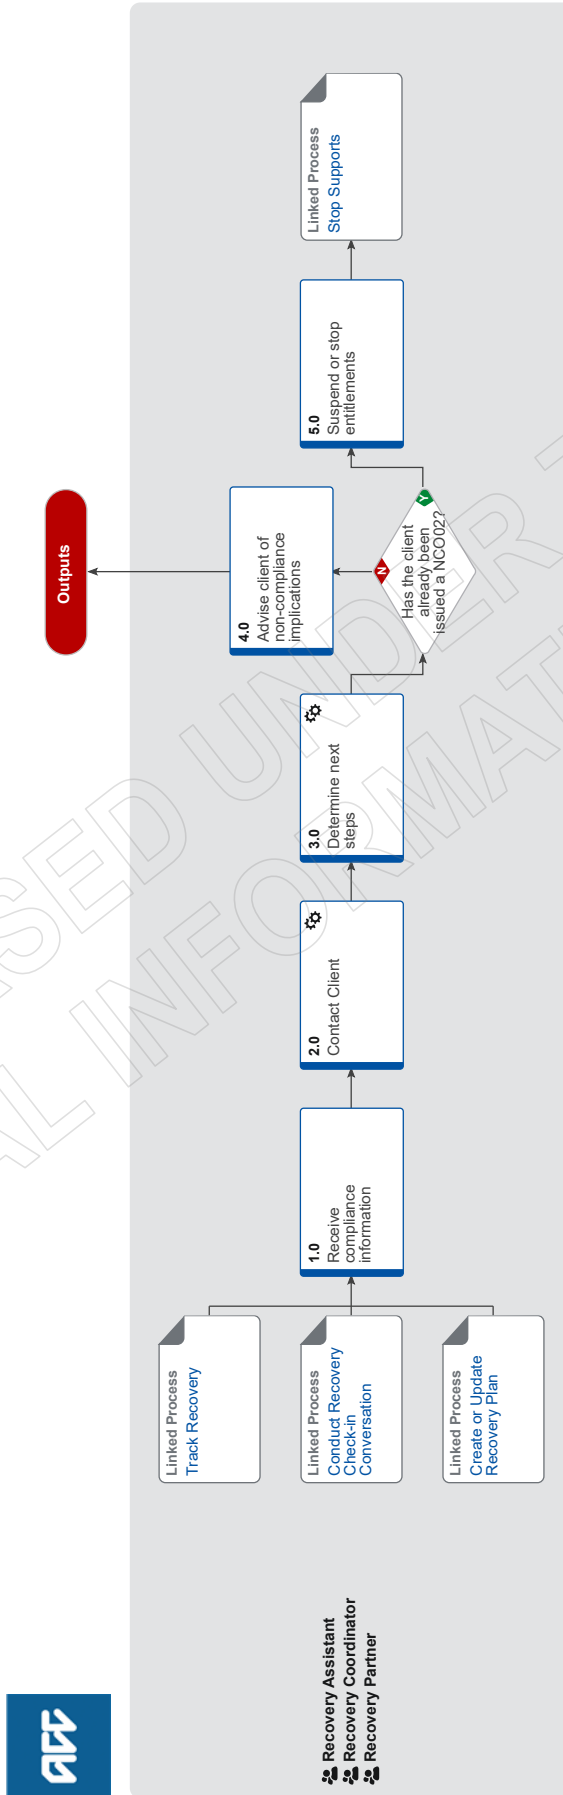 ACC
Recovery Assistant
Recovery Coordinator
Recovery Partner
Linked Process
Track Recovery
Linked Process
Conduct Recovery
Check-in
Conversation
Linked Process
Create or Update
Recovery Plan
1.0
Receive
compliance
information
2.0
Contact Client
3.0
Determine next
steps
N
Y
Has the client
already been
issued a NCO02?
4.0
Advise client of
non-compliance
implications
Outputs
5.0
Suspend or stop
entitlements
Linked Process
Stop Supports
UNDER